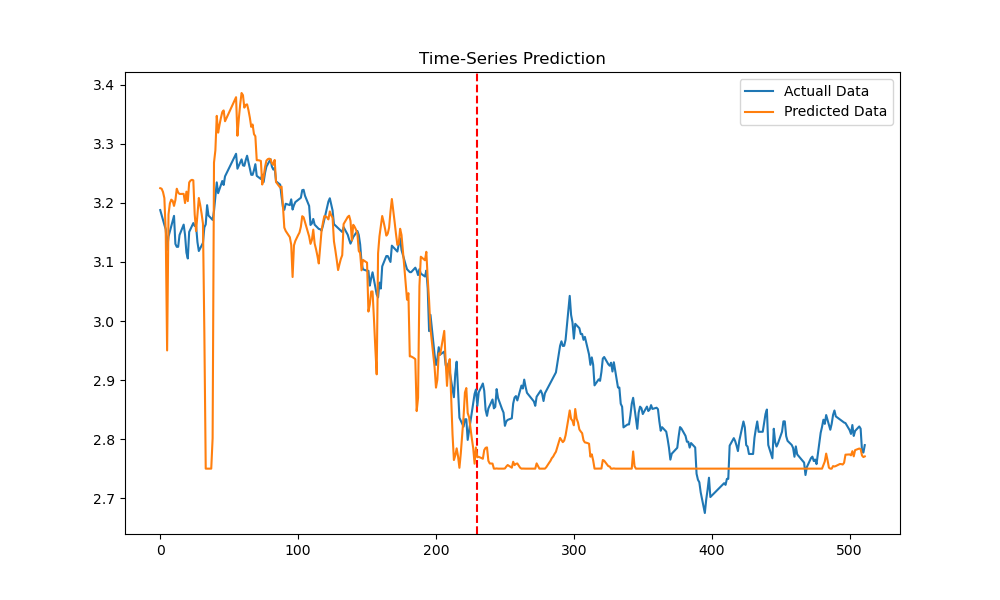 Time-Series Prediction
Actuall Data
Predicted Data
3.4
3.3
3.2
3.1
3.0
2.9
2.8
2.7
0 100 200 300 400 500